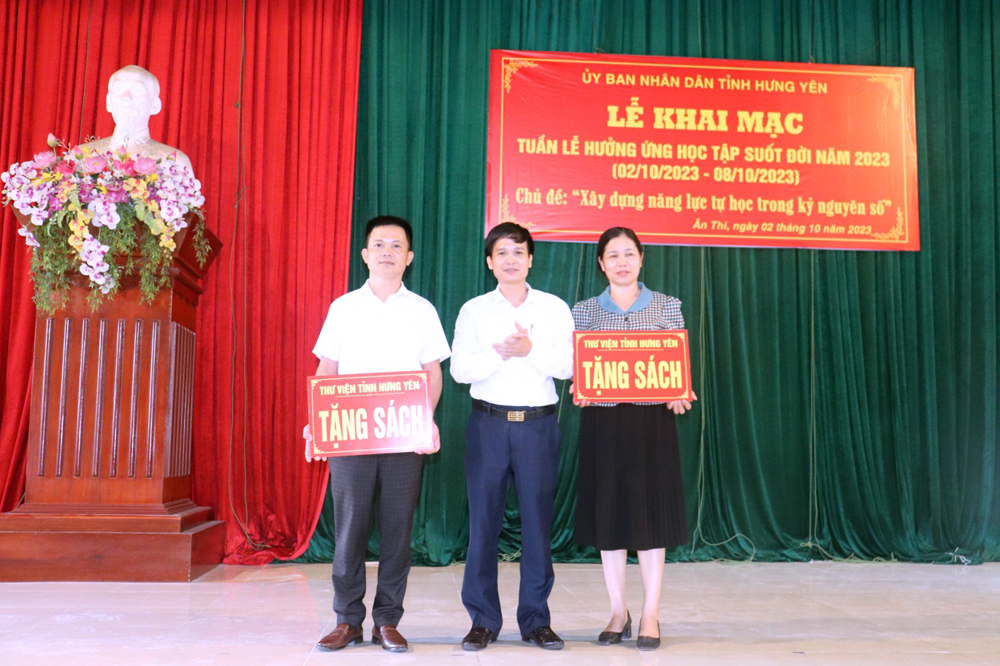 ỦY BAN NHÂN DÂN TỈNH HƯNG YÊN
LỄ KHAI MẠC
TUẦN LỄ HƯỞNG ỨNG HỌC TẬP SUỐT ĐỜI NĂM 2023
(02/10/2023 - 08/10/2023)
Chủ đề: "Xây dựng năng lực tự học trong kỷ nguyên số"
Ân Thi, ngày 02 tháng 10 năm 2023
THƯ VIỆN TỈNH HƯNG YÊN
TẶNG SÁCH
THƯ VIỆN TỈNH HƯNG YÊN
TẶNG SÁCH